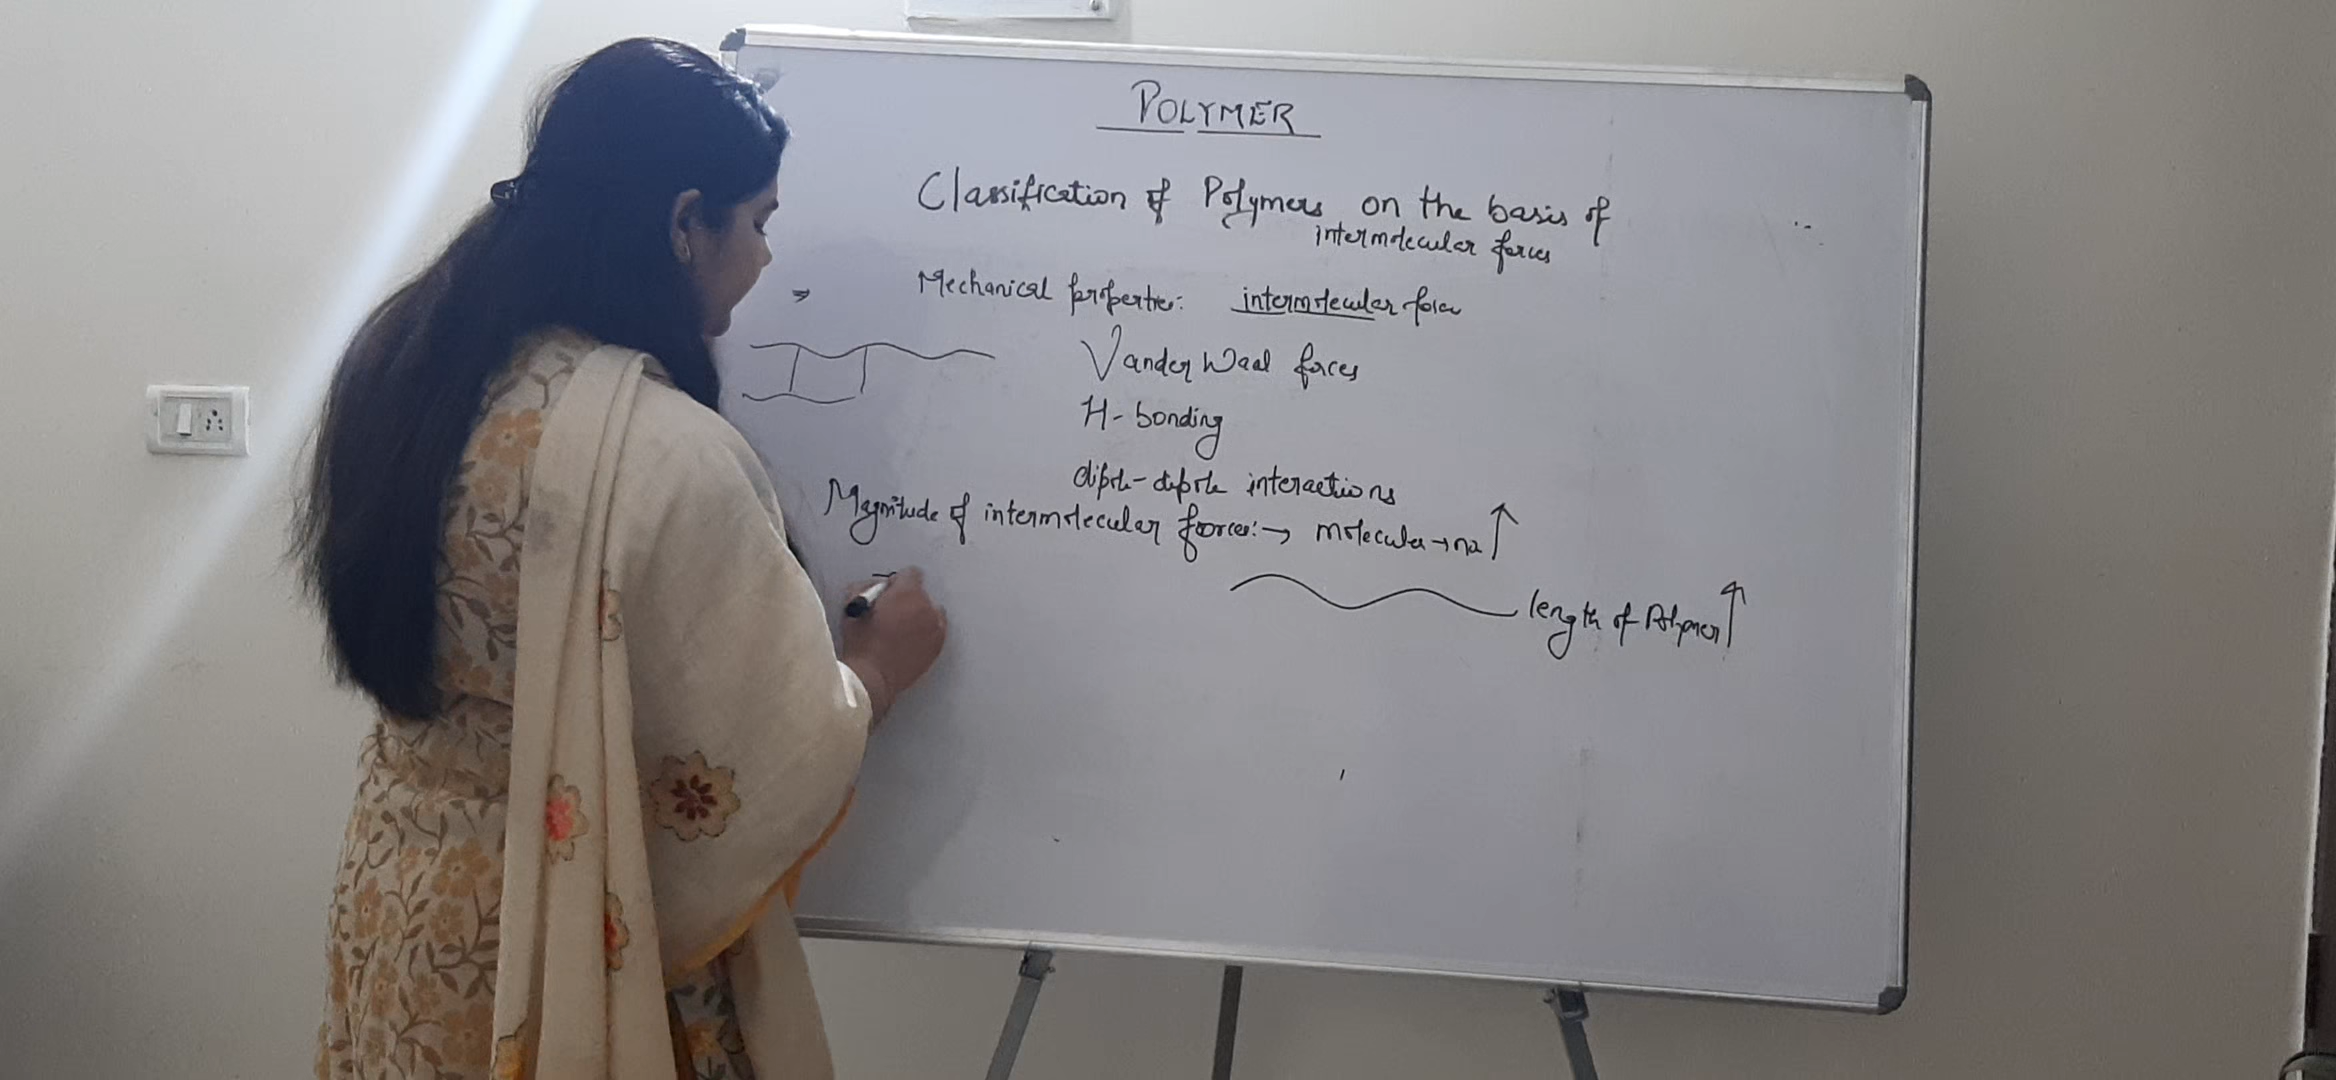 POLYMER
Classification of Polymers on the basis of
intermolecular forces
Mechanical properties: intermolecular force
Vander Waal forces
H-bonding
dipole-dipole interactions
Magnitude of intermolecular forces:→ molecular → ↑
length of Polymer ↑